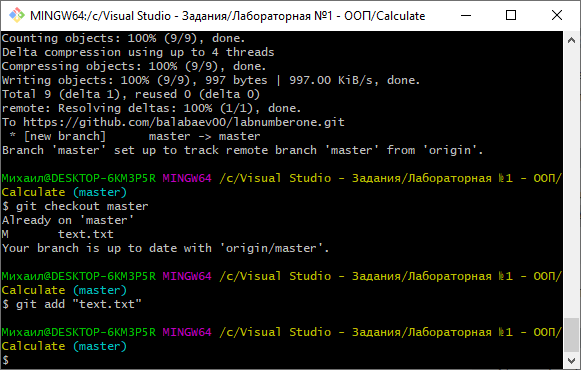 MINGW64:/c/Visual Studio - Задания/Лабораторная №1 - ООП/Calculate
Counting objects: 100% (9/9), done.
Delta compression using up to 4 threads
Compressing objects: 100% (9/9), done.
Writing objects: 100% (9/9), 997 bytes | 997.00 KiB/s, done.
Total 9 (delta 1), reused 0 (delta 0)
remote: Resolving deltas: 100% (1/1), done.
To https://github.com/balabaev00/labnumberone.git
 * [new branch]      master -> master
Branch 'master' set up to track remote branch 'master' from 'origin'.
Михаил@DESKTOP-6KM3P5R MINGW64 /c/Visual Studio - Задания/Лабораторная №1 - ООП/
Calculate (master)
$ git checkout master
Already on 'master'
M       text.txt
Your branch is up to date with 'origin/master'.
Михаил@DESKTOP-6KM3P5R MINGW64 /c/Visual Studio - Задания/Лабораторная №1 - ООП/
Calculate (master)
$ git add "text.txt"
Михаил@DESKTOP-6KM3P5R MINGW64 /c/Visual Studio - Задания/Лабораторная №1 - ООП/
Calculate (master)
$